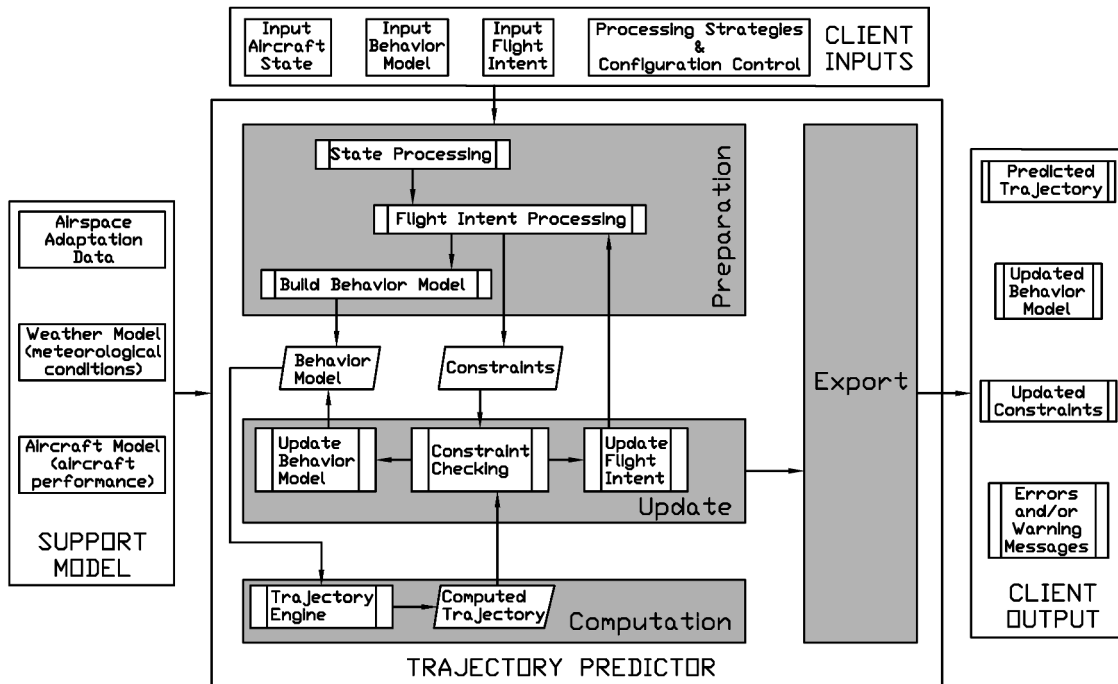 Input
Aircraft
State
Input
Behavior
Model
Input
Flight
Intent
Processing Strategies
&
Configuration Control
CLIENT
INPUTS
State Processing
Flight Intent Processing
Build Behavior Model
Preparation
Behavior
Model
Constraints
Update
Behavior
Model
Constraint
Checking
Update
Flight
Intent
Update
Trajectory
Engine
Computed
Trajectory
Computation
TRAJECTORY PREDICTOR
Export
Airspace
Adaptation
Data
Weather Model
(meteorological
conditions)
Aircraft Model
(aircraft
performance)
SUPPORT
MODEL
Predicted
Trajectory
Updated
Behavior
Model
Updated
Constraints
Errors
and/or
Warning
Messages
CLIENT
OUTPUT